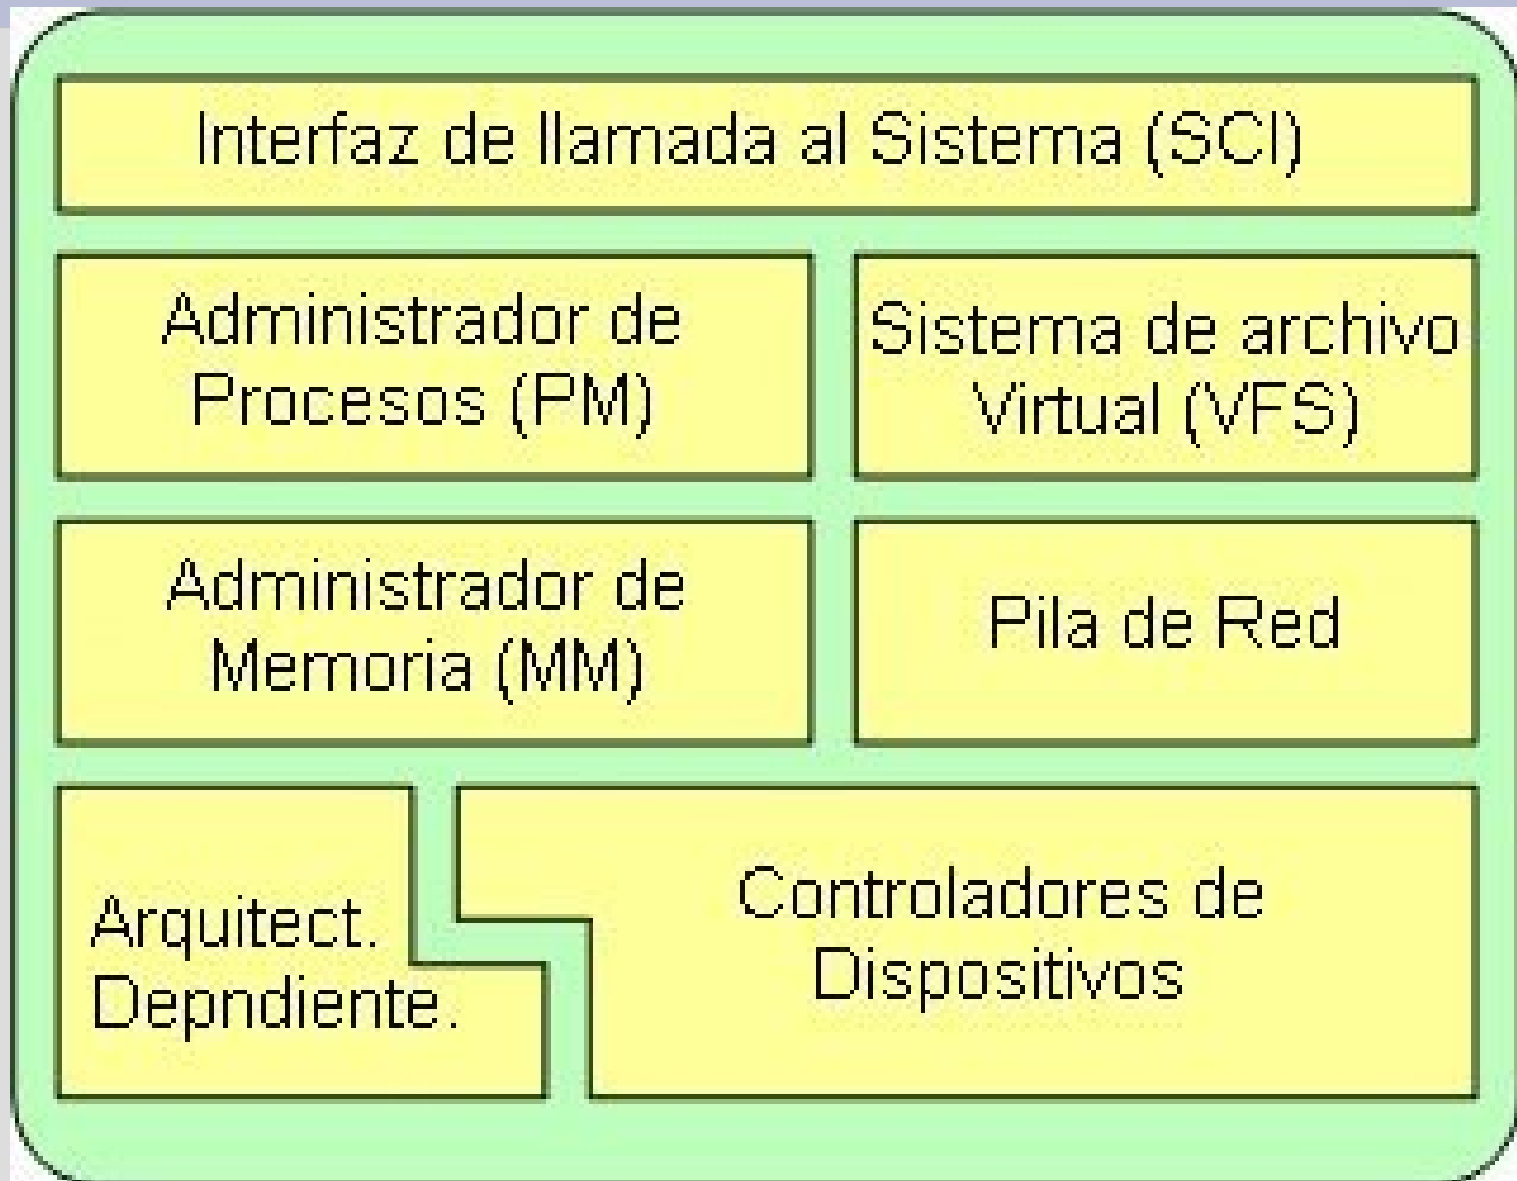 Interfaz de llamada al Sistema (SCI)
Administrador de
Procesos (PM)
Sistema de archivo
Virtual (VFS)
Administrador de
Memoria (MM)
Pila de Red
Arquitect.
Depndiente.
Controladores de
Dispositivos